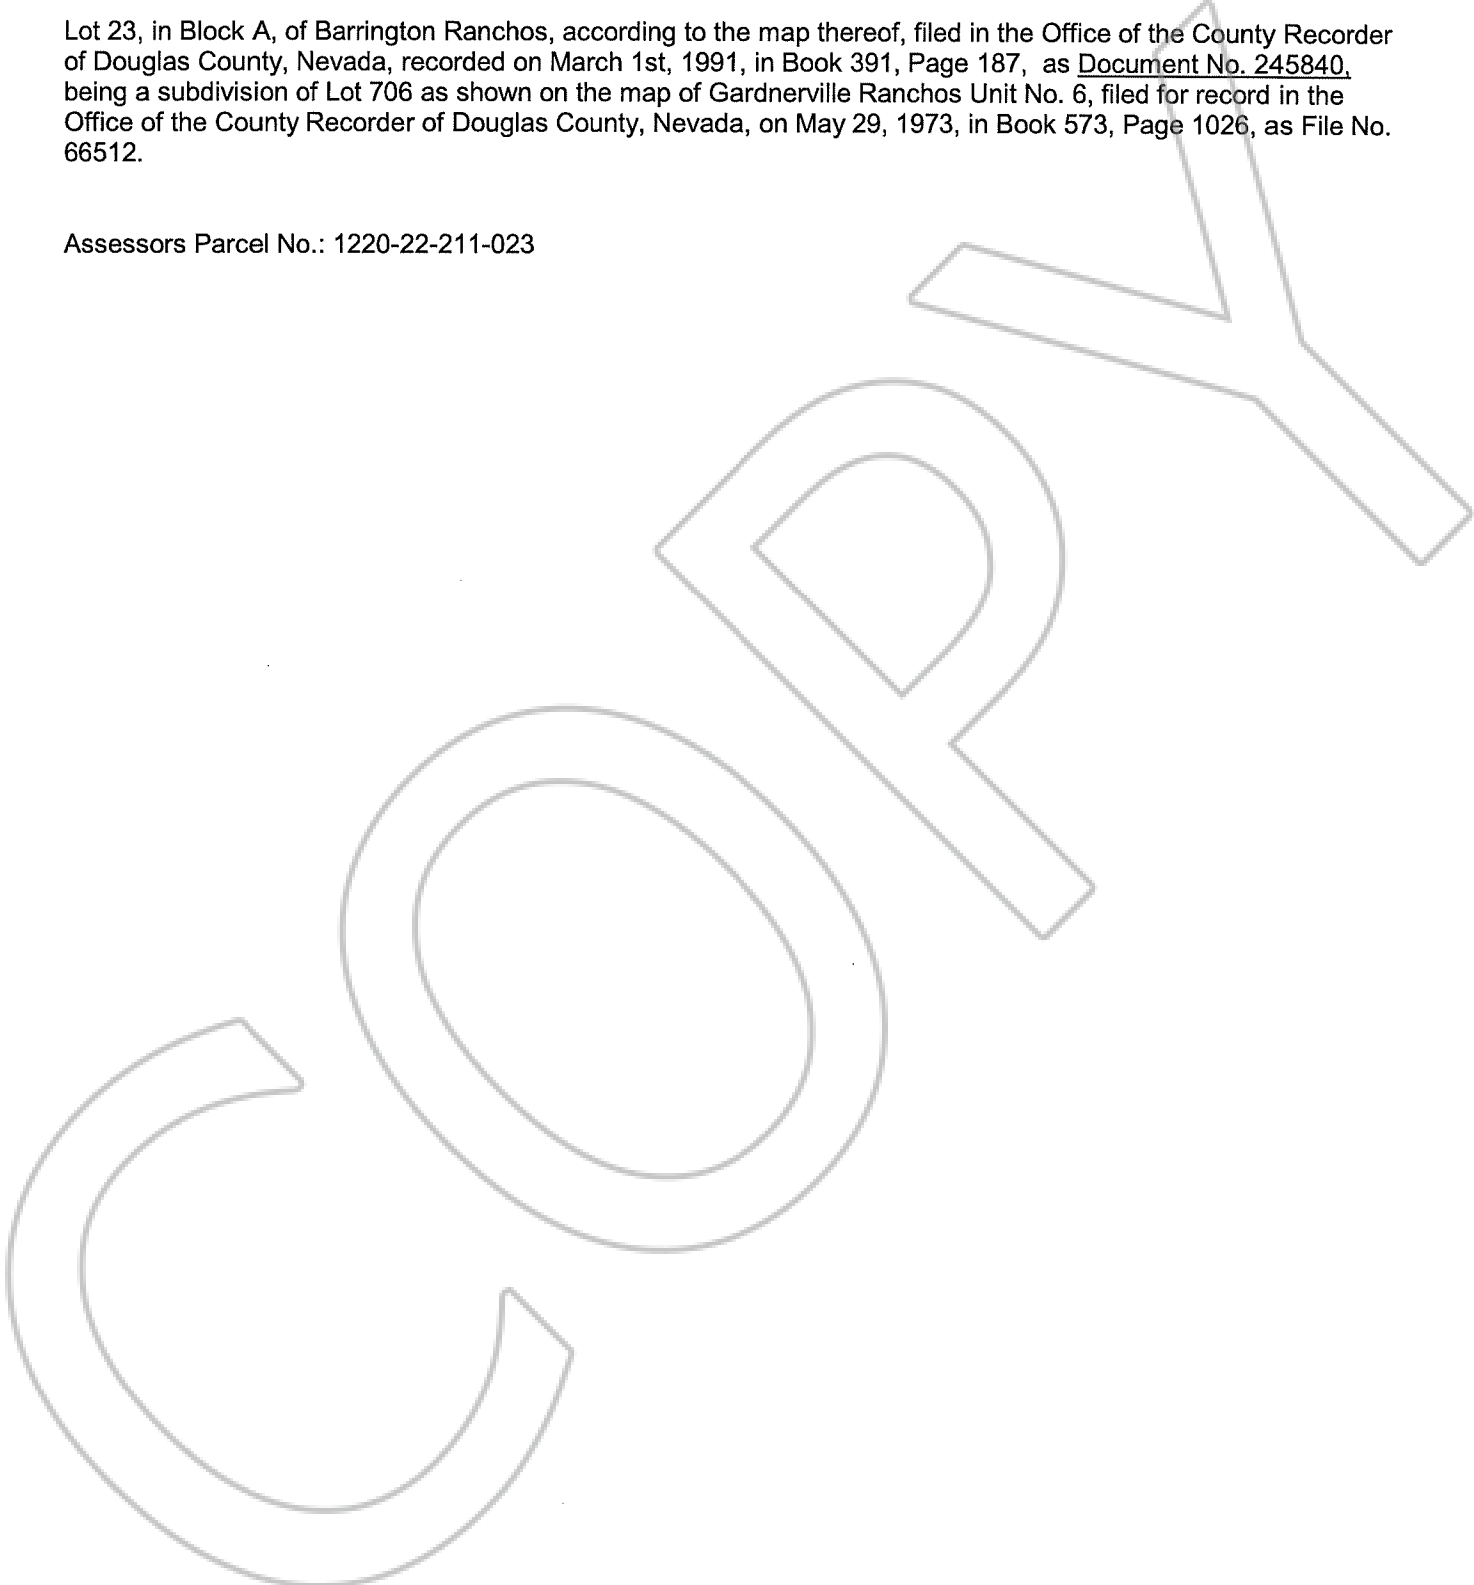 Lot 23, in Block A, of Barrington Ranchos, according to the map thereof, filed in the Office of the County Recorder
of Douglas County, Nevada, recorded on March 1st, 1991, in Book 391, Page 187, as Document No. 245840,
being a subdivision of Lot 706 as shown on the map of Gardnerville Ranchos Unit No. 6, filed for record in the
Office of the County Recorder of Douglas County, Nevada, on May 29, 1973, in Book 573, Page 1026, as File No.
66512.
Assessors Parcel No.: 1220-22-211-023
COPY